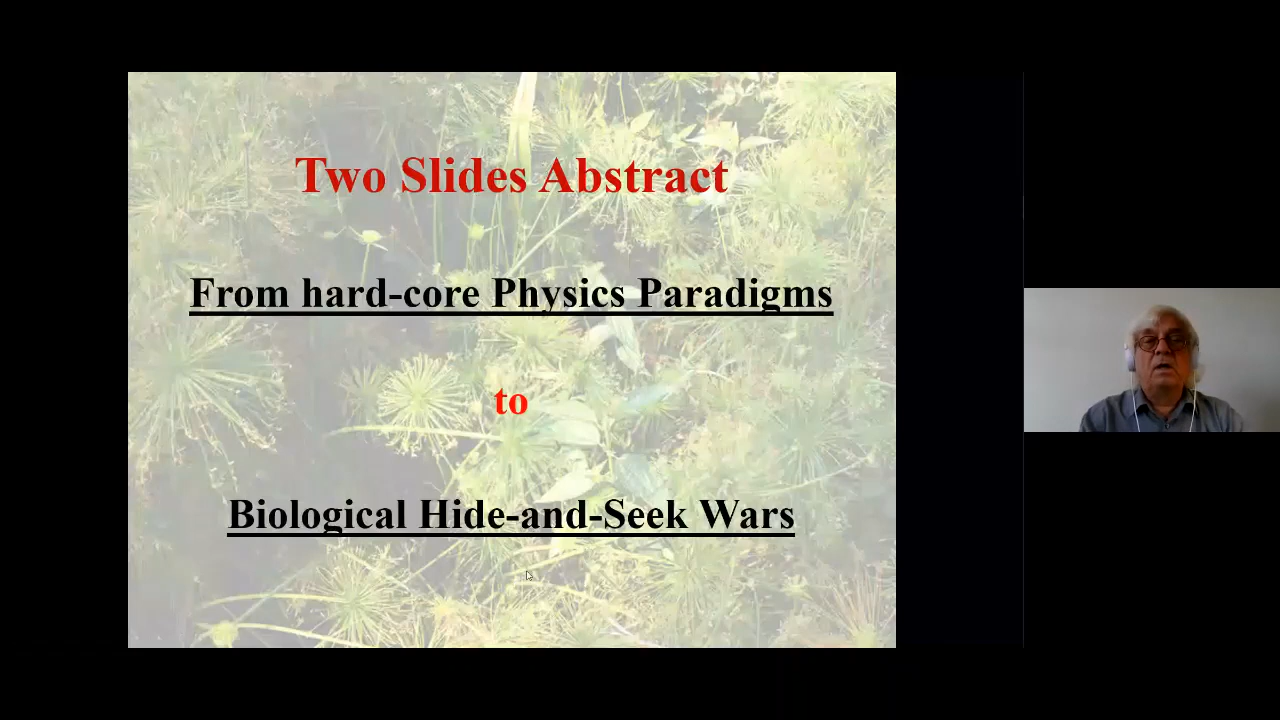 Two Slides Abstract
From hard-core Physics Paradigms
to
Biological Hide-and-Seek Wars